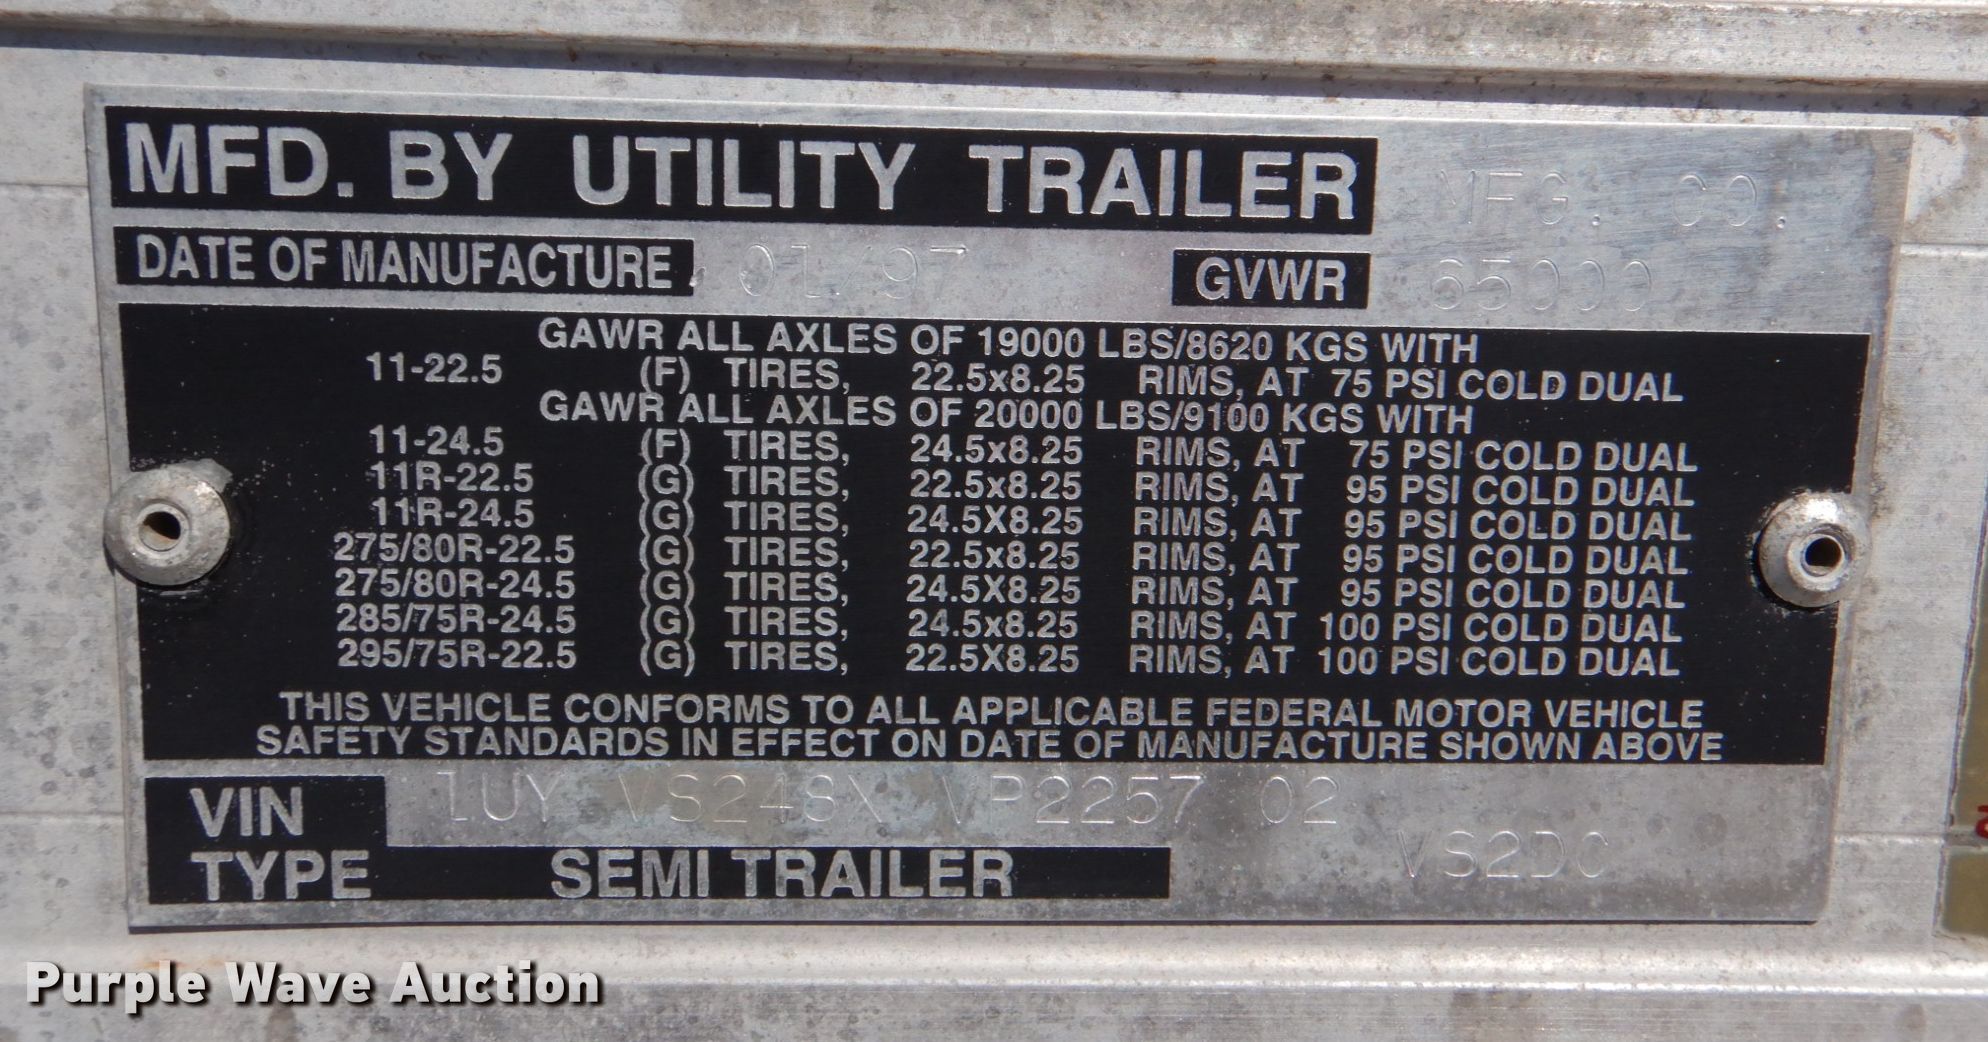 MFD. BY UTILITY TRAILER MFG. CO.
DATE OF MANUFACTURE 01/97 GVWR 65000
GAWR ALL AXLES OF 19000 LBS/8620 KGS WITH
11-22.5 (F) TIRES, 22.5x8.25 RIMS, AT 75 PSI COLD DUAL
GAWR ALL AXLES OF 20000 LBS/9100 KGS WITH
11-24.5 (F) TIRES, 24.5x8.25 RIMS, AT 75 PSI COLD DUAL
11R-22.5 (G) TIRES, 22.5x8.25 RIMS, AT 95 PSI COLD DUAL
11R-24.5 (G) TIRES, 24.5X8.25 RIMS, AT 95 PSI COLD DUAL
275/80R-22.5 (G) TIRES, 22.5x8.25 RIMS, AT 95 PSI COLD DUAL
275/80R-24.5 (G) TIRES, 24.5X8.25 RIMS, AT 95 PSI COLD DUAL
285/75R-24.5 (G) TIRES, 24.5x8.25 RIMS, AT 100 PSI COLD DUAL
295/75R-22.5 (G) TIRES, 22.5X8.25 RIMS, AT 100 PSI COLD DUAL
THIS VEHICLE CONFORMS TO ALL APPLICABLE FEDERAL MOTOR VEHICLE
SAFETY STANDARDS IN EFFECT ON DATE OF MANUFACTURE SHOWN ABOVE
VIN 1UY VS248X VP2257 02
TYPE SEMI TRAILER VS2DC
Purple Wave Auction